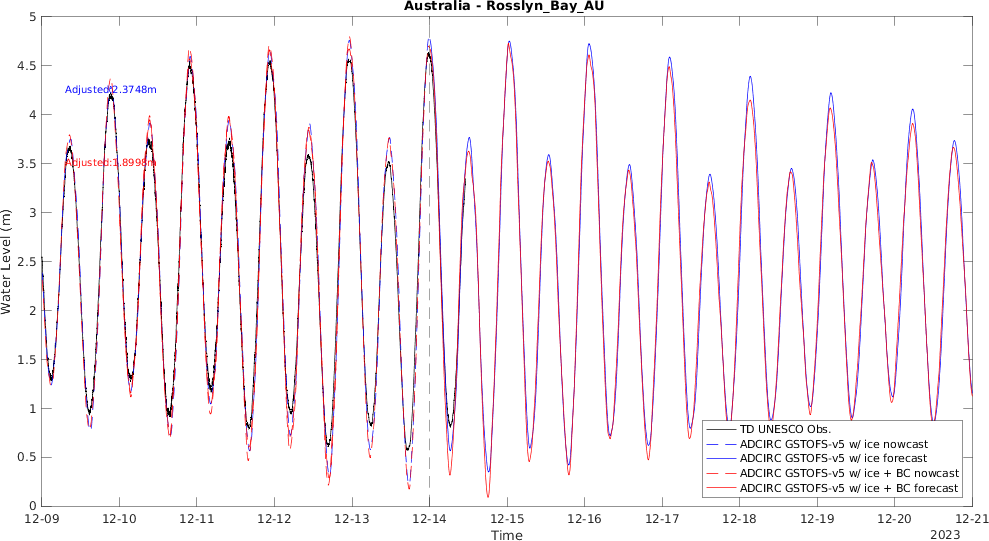 Australia - Rosslyn_Bay_AU
5
4.5
4
3.5
3
2.5
2
1.5
1
0.5
0
Water Level (m)
Adjusted:2.3748m
Adjusted:1.8998m
TD UNESCO Obs.
ADCIRC GSTOFS-v5 w/ ice nowcast
ADCIRC GSTOFS-v5 w/ ice forecast
ADCIRC GSTOFS-v5 w/ ice + BC nowcast
ADCIRC GSTOFS-v5 w/ ice + BC forecast
12-09 12-10 12-11 12-12 12-13 12-14 12-15 12-16 12-17 12-18 12-19 12-20 12-21
Time
2023